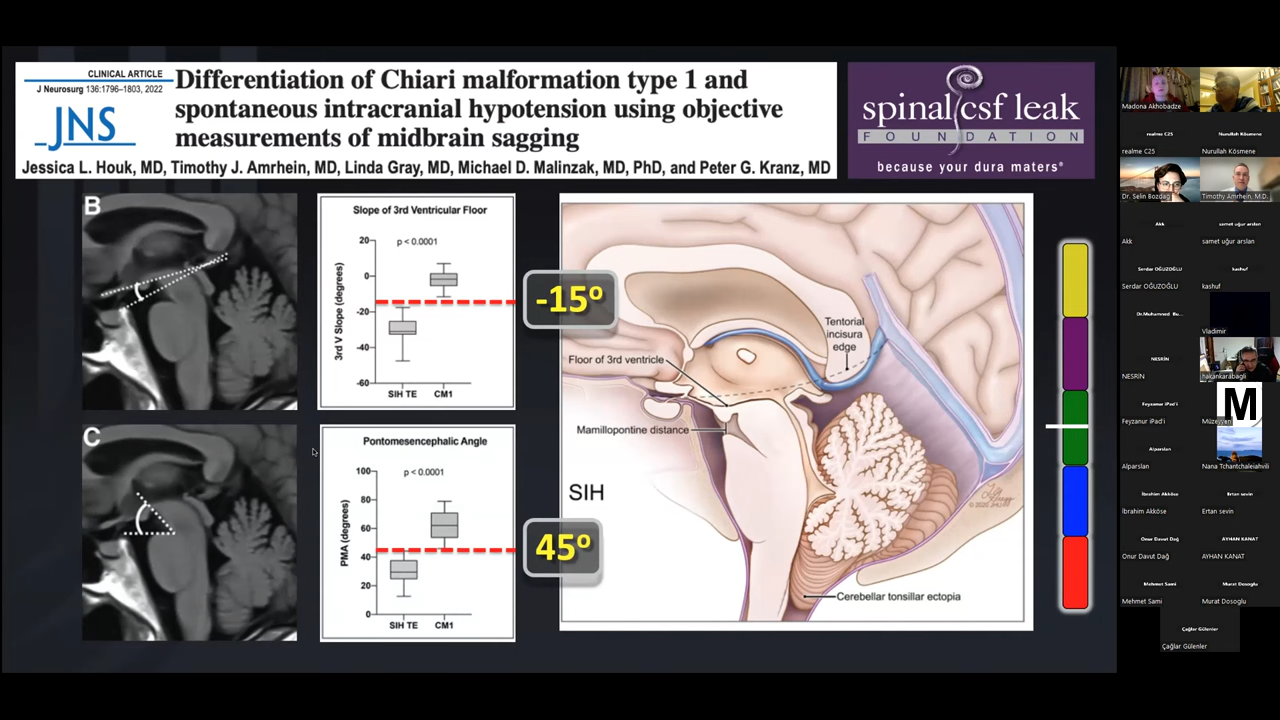 CLINICAL ARTICLE
J Neurosurg 136:1796–1803, 2022
JNS
Differentiation of Chiari malformation type 1 and
spontaneous intracranial hypotension using objective
measurements of midbrain sagging
Jessica L. Houk, MD, Timothy J. Amrhein, MD, Linda Gray, MD, Michael D. Malinzak, MD, PhD, and Peter G. Kranz, MD
spinal csf leak
FOUNDATION
because your dura maters®
B
Slope of 3rd Ventricular Floor
p < 0.0001
3rd V Slope (degrees)
20
0
-20
-40
-60
SIH TE CM1
-15º
C
Pontomesencephalic Angle
p < 0.0001
PMA (degrees)
100
80
60
40
20
0
SIH TE CM1
45º
Tentorial
incisura
edge
Floor of 3rd ventricle
Mamillopontine distance
SIH
Cerebellar tonsillar ectopia
Madona Akhobadze
realme C25
Nurullah Kösmene
realme C25
Nurullah Kösmene
Dr. Selin Bozdag
Timothy Amrhein, M.D.
Akk
samet uğur arslan
Akk
samet uğur arslan
Serdar OĞUZOĞLU
kashuf
Serdar OĞUZOĞLU
kashuf
Dr.Muhammed Bu...
Vladimir
NESRİN
NESRİN
hakankarabagli
Feyzanur iPad'i
M
Feyzanur iPad'i
Müzeyyen
Alparslan
Alparslan
Nana Tchantchaleiahvili
İbrahim Akköse
Ertan sevin
İbrahim Akköse
Ertan sevin
Onur Davut Dağ
AYHAN KANAT
Onur Davut Dağ
AYHAN KANAT
Mehmet Sami
Murat Dosoglu
Mehmet Sami
Murat Dosoglu
Çağlar Gülenler
Çağlar Gülenler